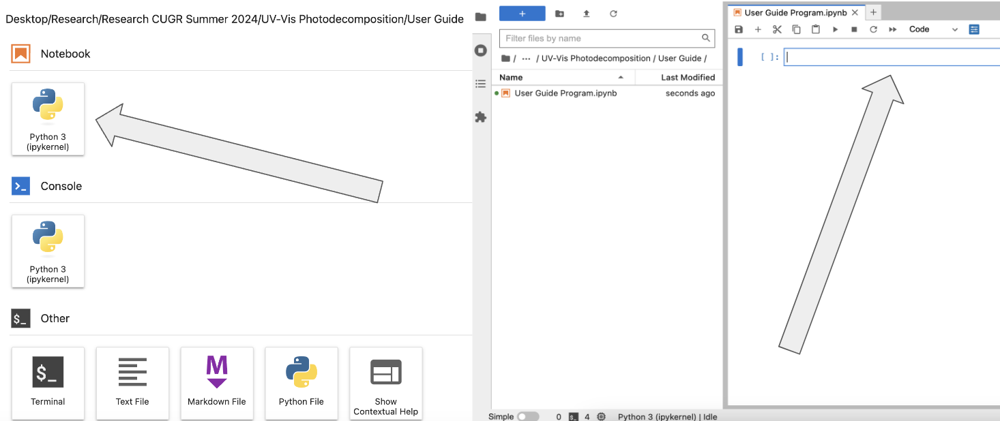 Desktop/Research/Research CUGR Summer 2024/UV-Vis Photodecomposition/User Guide
Notebook
Python 3
(ipykernel)
Console
Python 3
(ipykernel)
Other
$_
Terminal
Text File
M
Markdown File
Python File
Show
Contextual Help
+
Filter files by name
/ ··· / UV-Vis Photodecomposition / User Guide /
Name Last Modified
User Guide Program.ipynb seconds ago
Simple 0 $_ 4 Python 3 (ipykernel) | Idle
User Guide Program.ipynb × +
+ Code
[ ]: